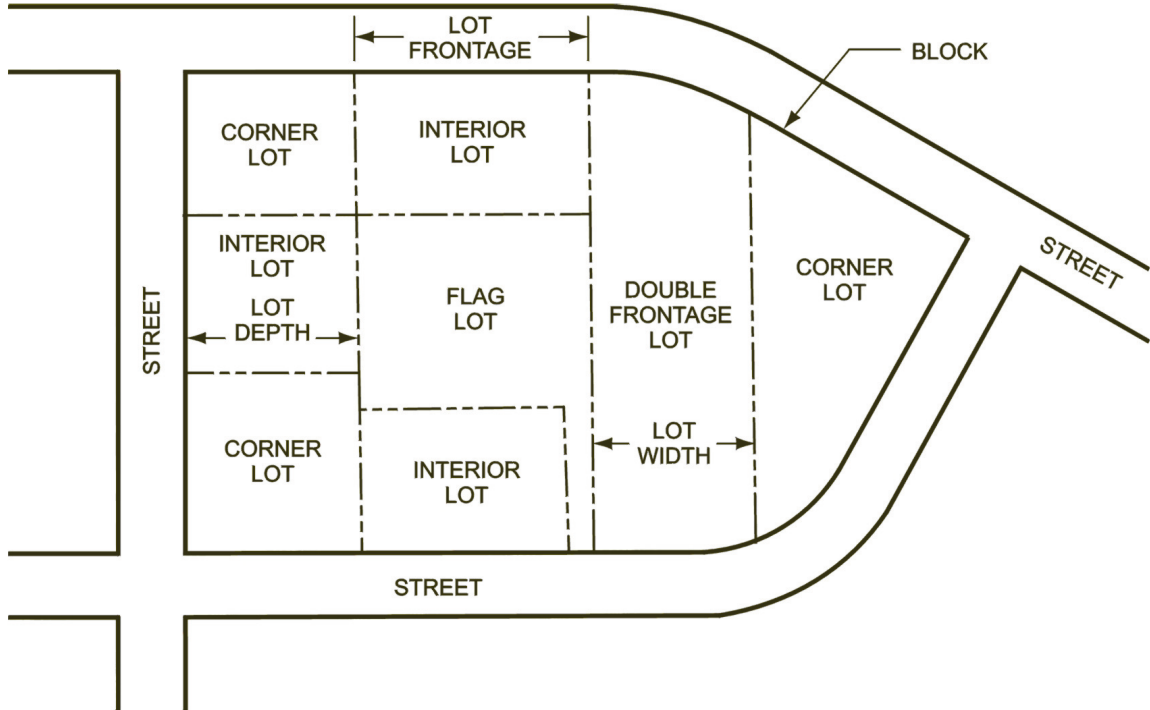 LOT
FRONTAGE
BLOCK
CORNER
LOT
INTERIOR
LOT
INTERIOR
LOT
LOT
DEPTH
FLAG
LOT
DOUBLE
FRONTAGE
LOT
CORNER
LOT
STREET
STREET
CORNER
LOT
INTERIOR
LOT
LOT
WIDTH
STREET